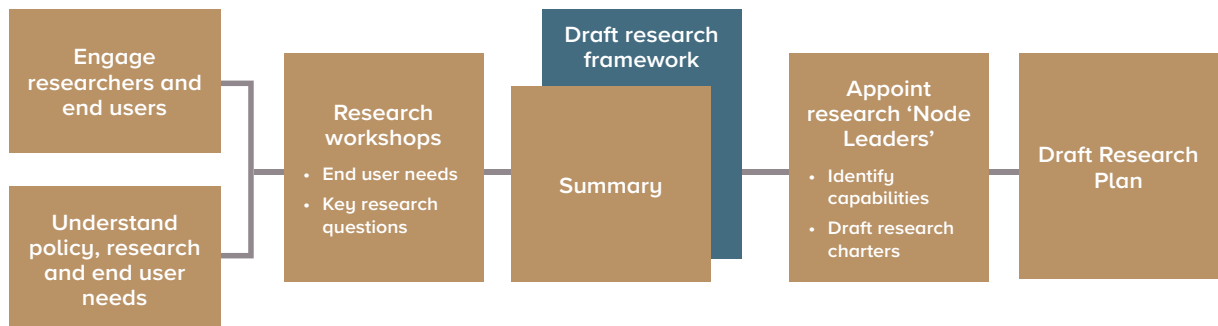 Engage
researchers and
end users
Understand
policy, research
and end user
needs
Research
workshops
• End user needs
• Key research
questions
Draft research
framework
Summary
Appoint
research ‘Node
Leaders’
• Identify
capabilities
• Draft research
charters
Draft Research
Plan